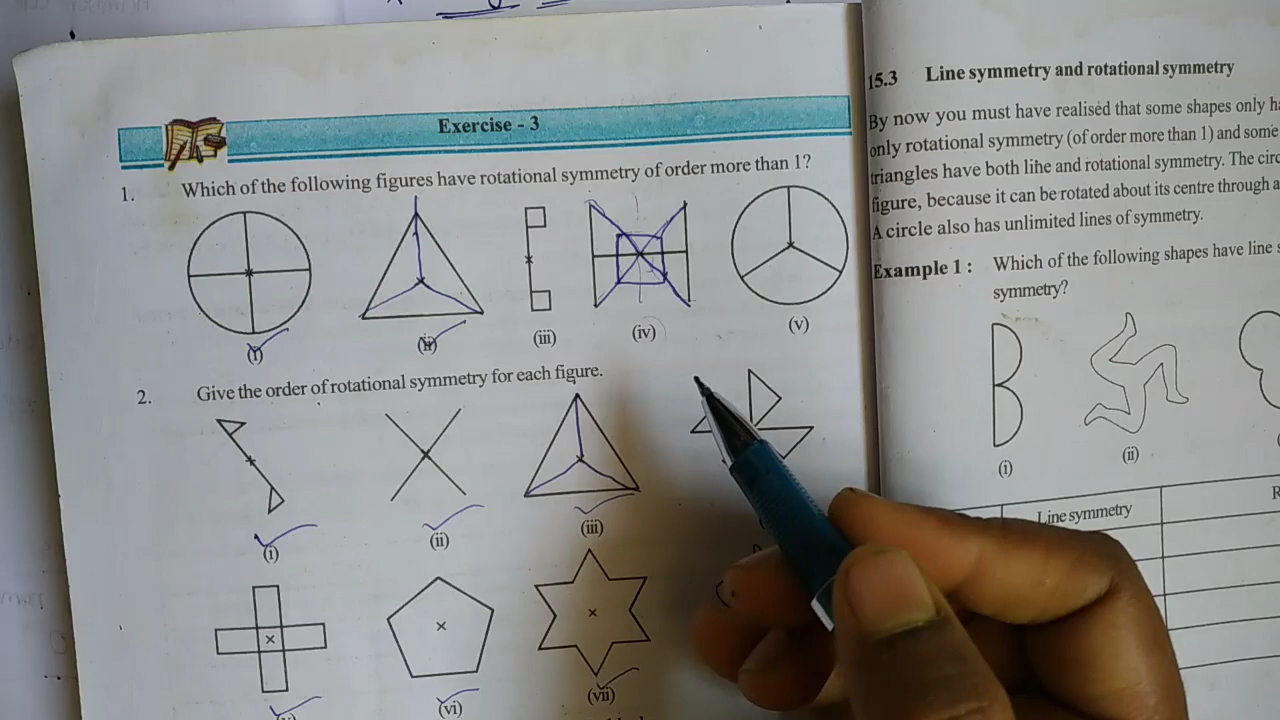 Exercise - 3
1. Which of the following figures have rotational symmetry of order more than 1?
(i) (ii) (iii) (iv) (v)
2. Give the order of rotational symmetry for each figure.
(i) (ii) (iii)
(vi) (vii)
15.3 Line symmetry and rotational symmetry
By now you must have realised that some shapes only
only rotational symmetry (of order more than 1) and some
triangles have both lihe and rotational symmetry. The
figure, because it can be rotated about its centre through a
A circle also has unlimited lines of symmetry.
Example 1 : Which of the following shapes have line
symmetry?
(i) (ii)
Line symmetry